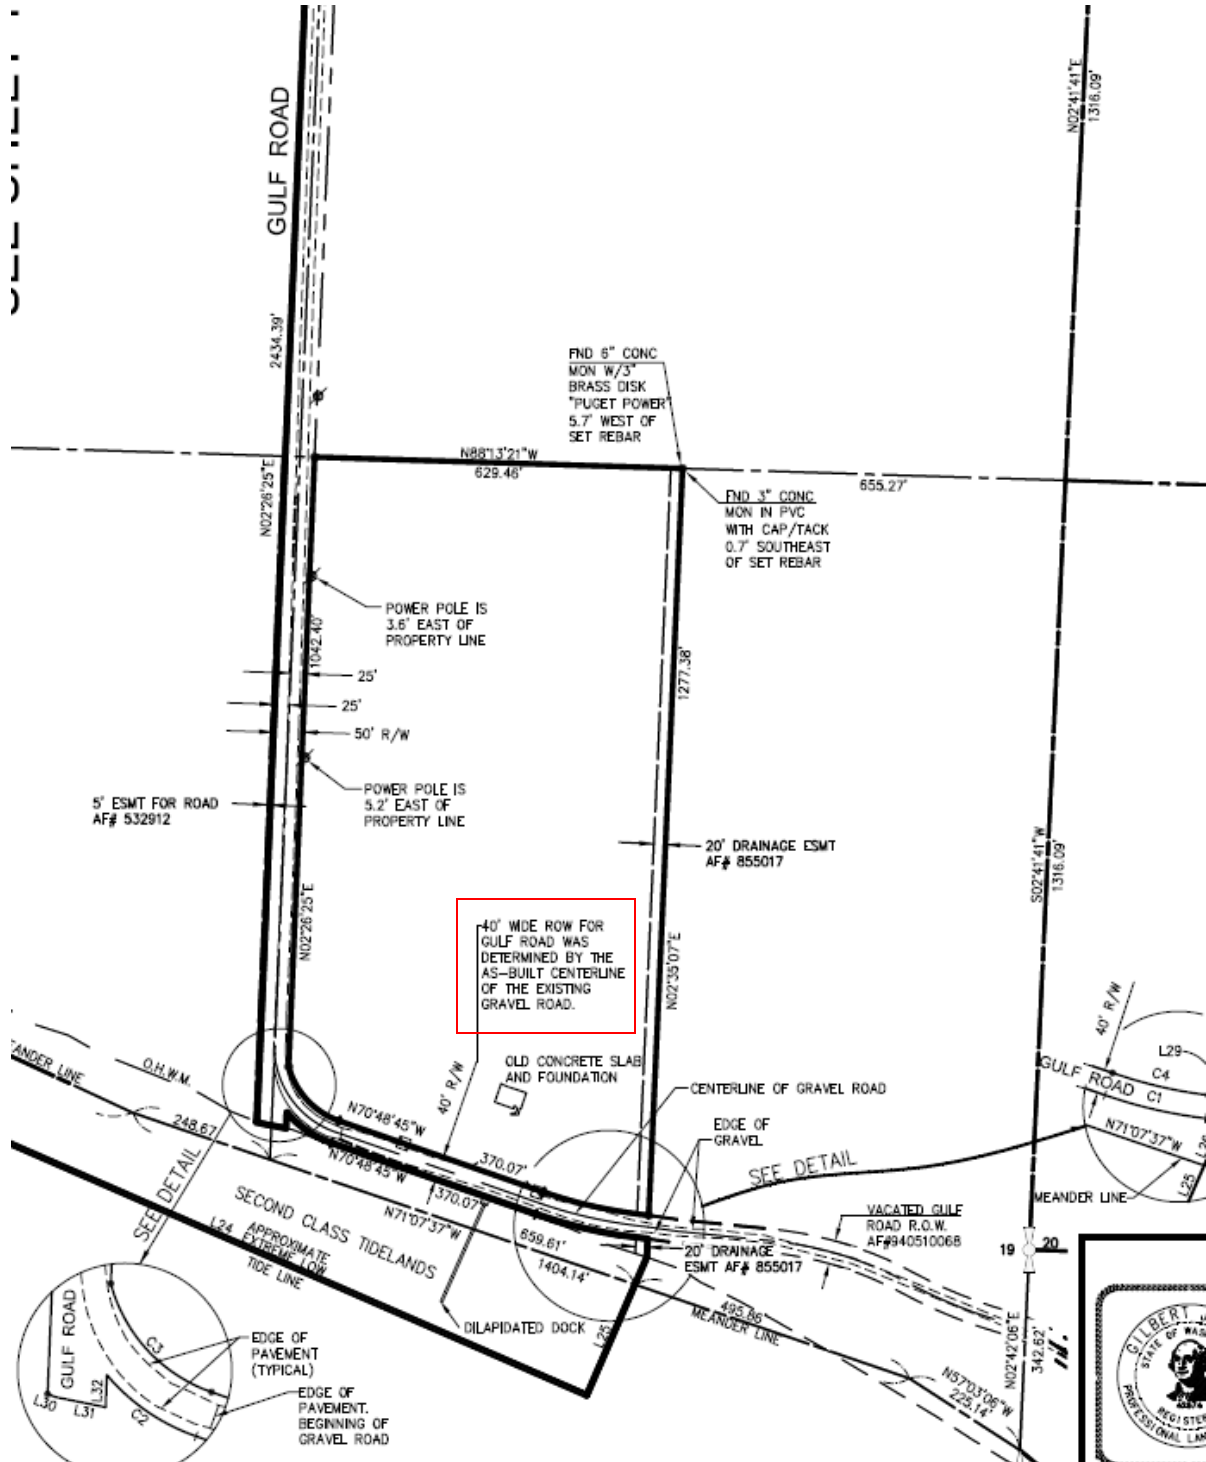 GULF ROAD
2434.39'
N02°41'41"E
1316.09'
FND 6" CONC
MON W/3"
BRASS DISK
"PUGET POWER"
5.7' WEST OF
SET REBAR
N88°13'21"W
629.46'
655.27'
FND 3" CONC
MON IN PVC
WITH CAP/TACK
0.7' SOUTHEAST
OF SET REBAR
N02°26'25"E
POWER POLE IS
3.6' EAST OF
PROPERTY LINE
1042.40'
1277.38'
25'
25'
50' R/W
POWER POLE IS
5.2' EAST OF
PROPERTY LINE
5' ESMT FOR ROAD
AF# 532912
20' DRAINAGE ESMT
AF# 855017
S02°41'41"W
1316.09'
N02°26'25"E
40' WIDE ROW FOR
GULF ROAD WAS
DETERMINED BY THE
AS-BUILT CENTERLINE
OF THE EXISTING
GRAVEL ROAD.
N02°35'07"E
40' R/W
L29
GULF ROAD
C4
C1
N71°07'37"W
L25
MEANDER LINE
EANDER LINE
O.H.W.M.
OLD CONCRETE SLAB
AND FOUNDATION
40' R/W
CENTERLINE OF GRAVEL ROAD
248.67
N70°48'45"W
EDGE OF
GRAVEL
370.07'
N70°48'45"W
SEE DETAIL
SEE DETAIL
370.07'
N71°07'37"W
SECOND CLASS TIDELANDS
VACATED GULF
ROAD R.O.W.
AF#940510068
L24
APPROXIMATE
EXTREME LOW
TIDE LINE
659.61'
1404.14'
20' DRAINAGE
ESMT AF# 855017
19
20
495.86'
MEANDER LINE
L25
DILAPIDATED DOCK
N02°42'06"E
342.62'
N57°03'06"W
225.14'
GULF ROAD
C3
EDGE OF
PAVEMENT
(TYPICAL)
L30
L31
L32
C2
EDGE OF
PAVEMENT.
BEGINNING OF
GRAVEL ROAD
GILBERT
STATE OF WAS
REGISTE
PROFESSIONAL LAN